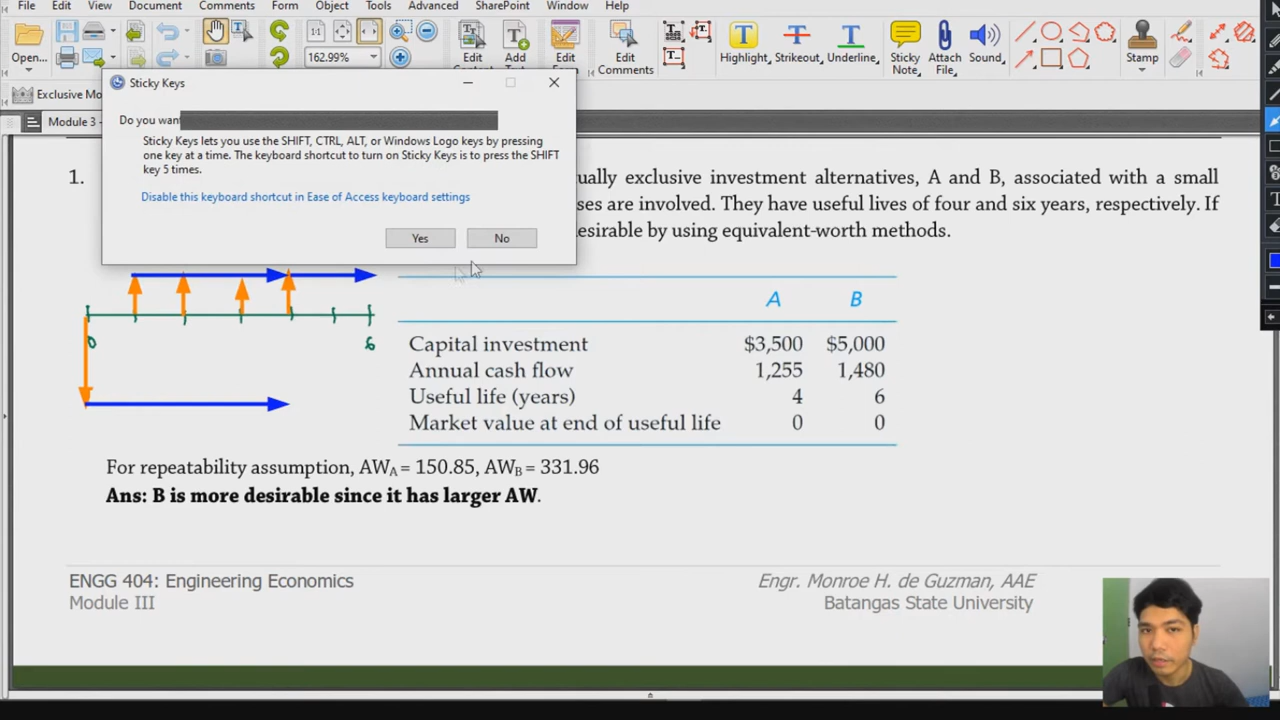 File Edit View Document Comments Form Object Tools Advanced SharePoint Window Help
Open...
1:1
162.99%
Edit
Add
Edit
Edit
Comments
Highlight
Strikeout
Underline
Sticky
Note
Attach
File
Sound
Stamp
Exclusive Mo
Module 3 -
Sticky Keys
Do you want
Sticky Keys lets you use the SHIFT, CTRL, ALT, or Windows Logo keys by pressing
one key at a time. The keyboard shortcut to turn on Sticky Keys is to press the SHIFT
key 5 times.
Disable this keyboard shortcut in Ease of Access keyboard settings
Yes No
1.
exclusive investment alternatives, A and B, associated with a small
are involved. They have useful lives of four and six years, respectively. If
by using equivalent-worth methods.
0 6
A B
Capital investment $3,500 $5,000
Annual cash flow 1,255 1,480
Useful life (years) 4 6
Market value at end of useful life 0 0
For repeatability assumption, AWA = 150.85, AWB = 331.96
Ans: B is more desirable since it has larger AW.
ENGG 404: Engineering Economics Engr. Monroe H. de Guzman, AAE
Module III Batangas State University